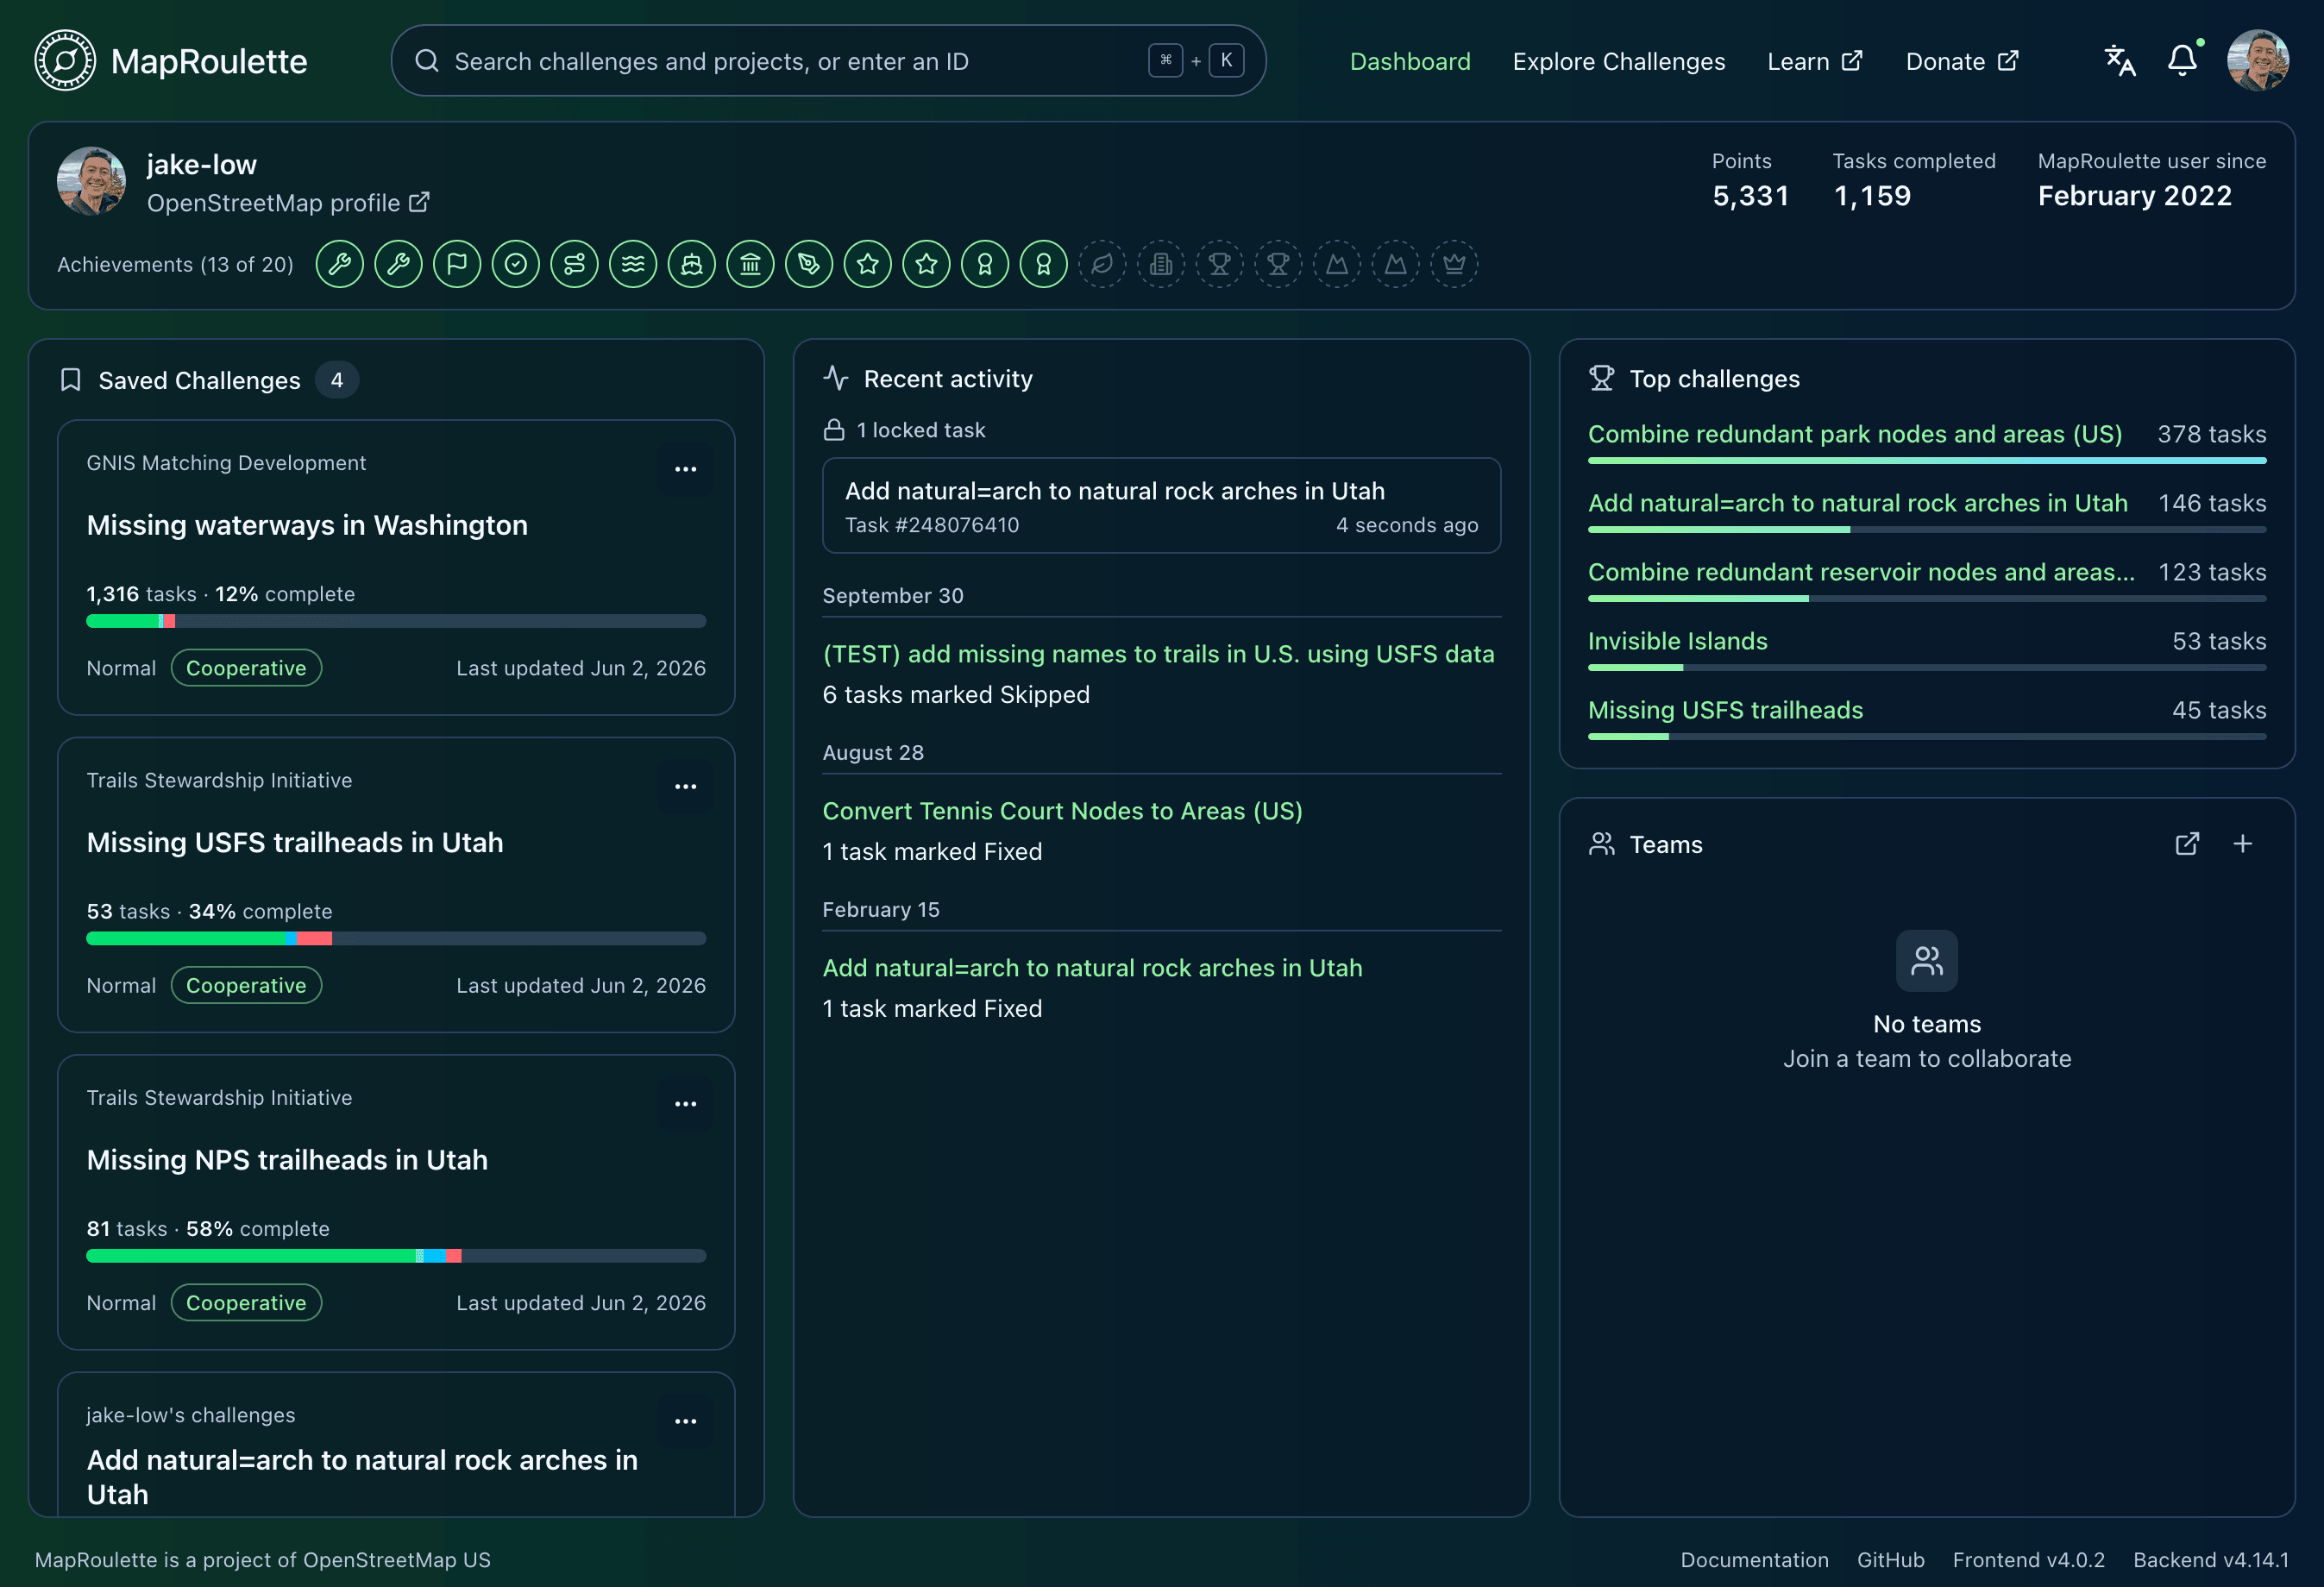 MapRoulette
Search challenges and projects, or enter an ID
⌘ + K
Dashboard
Explore Challenges
Learn
Donate
jake-low
OpenStreetMap profile
Points
5,331
Tasks completed
1,159
MapRoulette user since
February 2022
Achievements (13 of 20)
Saved Challenges 4
GNIS Matching Development
Missing waterways in Washington
1,316 tasks · 12% complete
Normal Cooperative Last updated Jun 2, 2026
Trails Stewardship Initiative
Missing USFS trailheads in Utah
53 tasks · 34% complete
Normal Cooperative Last updated Jun 2, 2026
Trails Stewardship Initiative
Missing NPS trailheads in Utah
81 tasks · 58% complete
Normal Cooperative Last updated Jun 2, 2026
jake-low's challenges
Add natural=arch to natural rock arches in
Utah
Recent activity
1 locked task
Add natural=arch to natural rock arches in Utah
Task #248076410 4 seconds ago
September 30
(TEST) add missing names to trails in U.S. using USFS data
6 tasks marked Skipped
August 28
Convert Tennis Court Nodes to Areas (US)
1 task marked Fixed
February 15
Add natural=arch to natural rock arches in Utah
1 task marked Fixed
Top challenges
Combine redundant park nodes and areas (US) 378 tasks
Add natural=arch to natural rock arches in Utah 146 tasks
Combine redundant reservoir nodes and areas... 123 tasks
Invisible Islands 53 tasks
Missing USFS trailheads 45 tasks
Teams
No teams
Join a team to collaborate
MapRoulette is a project of OpenStreetMap US
Documentation GitHub Frontend v4.0.2 Backend v4.14.1